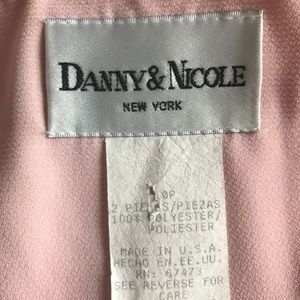 DANNY & NICOLE
NEW YORK
10P
2 PIECES/PIEZAS
100% POLYESTER/
POLIESTER
MADE IN U.S.A.
HECHO EN.EE.UU.
RN: 67473
SEE REVERSE FOR
CARE